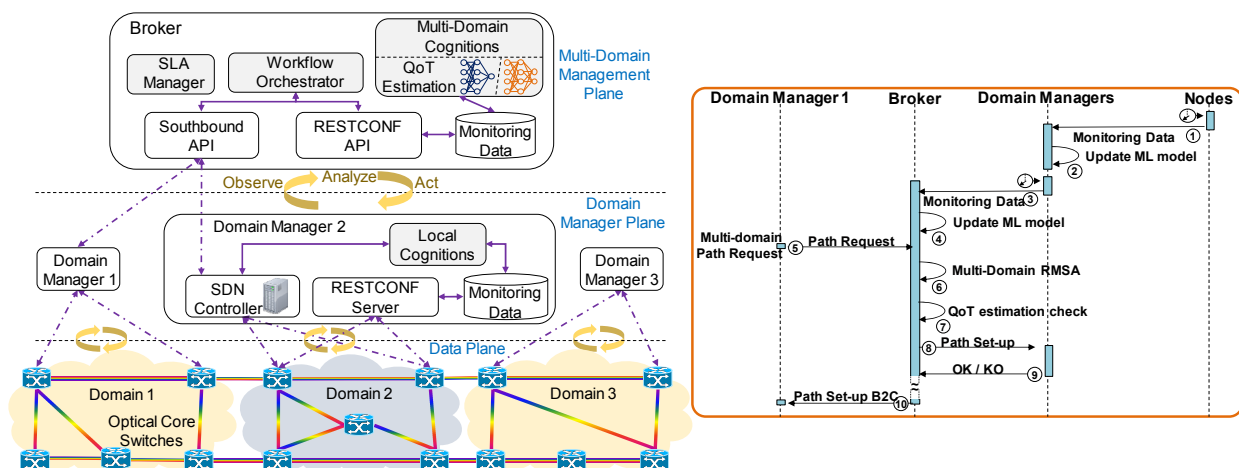 Broker
SLA
Manager
Workflow
Orchestrator
Multi-Domain
Cognitions
QoT
Estimation
Multi-Domain
Management
Plane
Southbound
API
RESTCONF
API
Monitoring
Data
Observe
Analyze
Act
Domain
Manager Plane
Domain Manager 2
Local
Cognitions
Domain
Manager 1
SDN
Controller
RESTCONF
Server
Monitoring
Data
Domain
Manager 3
Data Plane
Domain 1
Domain 2
Domain 3
Optical Core
Switches
Domain Manager 1
Broker
Domain Managers
Nodes
1
Monitoring Data
Update ML model
2
3
Monitoring Data
Update ML model
4
Multi-domain
Path Request
5
Path Request
Multi-Domain RMSA
6
QoT estimation check
7
8
Path Set-up
OK / KO
9
Path Set-up B2C
10